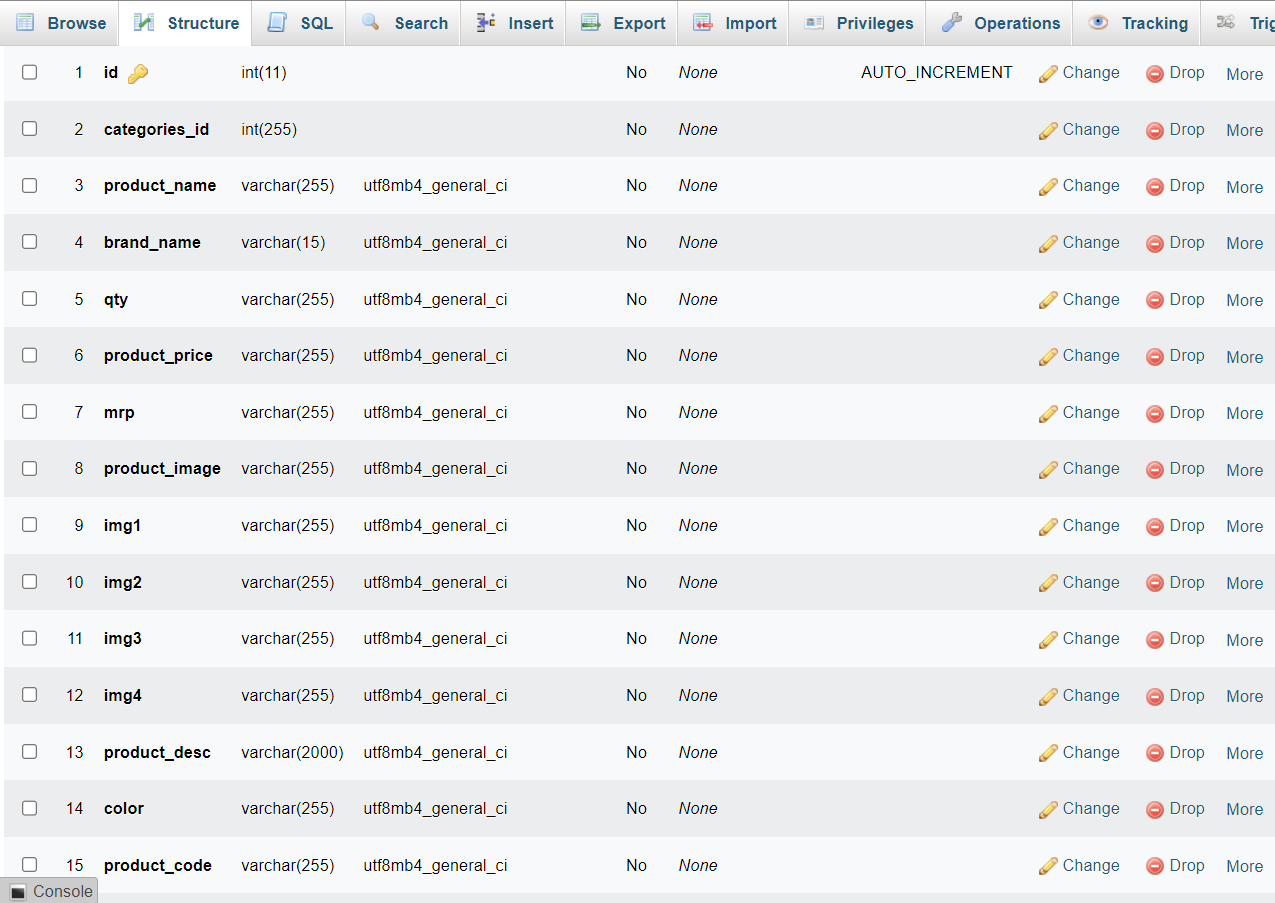 Browse Structure SQL Search Insert Export Import Privileges Operations Tracking Trig
1 id int(11) No None AUTO_INCREMENT Change Drop More
2 categories_id int(255) No None Change Drop More
3 product_name varchar(255) utf8mb4_general_ci No None Change Drop More
4 brand_name varchar(15) utf8mb4_general_ci No None Change Drop More
5 qty varchar(255) utf8mb4_general_ci No None Change Drop More
6 product_price varchar(255) utf8mb4_general_ci No None Change Drop More
7 mrp varchar(255) utf8mb4_general_ci No None Change Drop More
8 product_image varchar(255) utf8mb4_general_ci No None Change Drop More
9 img1 varchar(255) utf8mb4_general_ci No None Change Drop More
10 img2 varchar(255) utf8mb4_general_ci No None Change Drop More
11 img3 varchar(255) utf8mb4_general_ci No None Change Drop More
12 img4 varchar(255) utf8mb4_general_ci No None Change Drop More
13 product_desc varchar(2000) utf8mb4_general_ci No None Change Drop More
14 color varchar(255) utf8mb4_general_ci No None Change Drop More
15 product_code varchar(255) utf8mb4_general_ci No None Change Drop More
Console